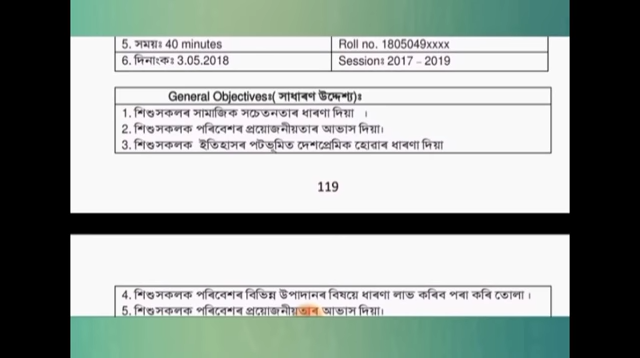 5. সময়ঃ 40 minutes Roll no. 1805049xxxx
6. দিনাংকঃ 3.05.2018 Sessionঃ 2017 – 2019
General Objectivesঃ( সাধাৰণ উদ্দেশ্য)ঃ
1. শিশুসকলৰ সামাজিক সচেতনতাৰ ধাৰণা দিয়া ।
2. শিশুসকলক পৰিবেশৰ প্ৰয়োজনীয়তাৰ আভাস দিয়া।
3. শিশুসকলক ইতিহাসৰ পটভূমিত দেশপ্ৰেমিক হোৱাৰ ধাৰণা দিয়া
119
4. শিশুসকলক পৰিবেশৰ বিভিন্ন উপাদানৰ বিষয়ে ধাৰণা লাভ কৰিব পৰা কৰি তোলা ।
5. শিশুসকলক পৰিবেশৰ প্ৰয়োজনীয়তাৰ আভাস দিয়া।